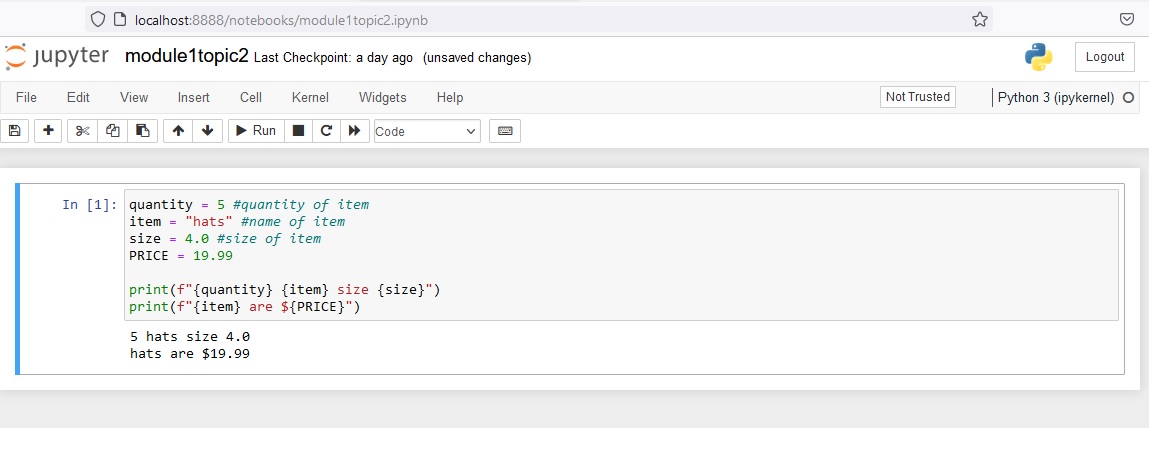 localhost:8888/notebooks/module1topic2.ipynb
jupyter module1topic2 Last Checkpoint: a day ago (unsaved changes) Logout
File Edit View Insert Cell Kernel Widgets Help Not Trusted Python 3 (ipykernel)
Run Code
In [1]: quantity = 5 #quantity of item
item = "hats" #name of item
size = 4.0 #size of item
PRICE = 19.99
print(f"{quantity} {item} size {size}")
print(f"{item} are ${PRICE}")
5 hats size 4.0
hats are $19.99